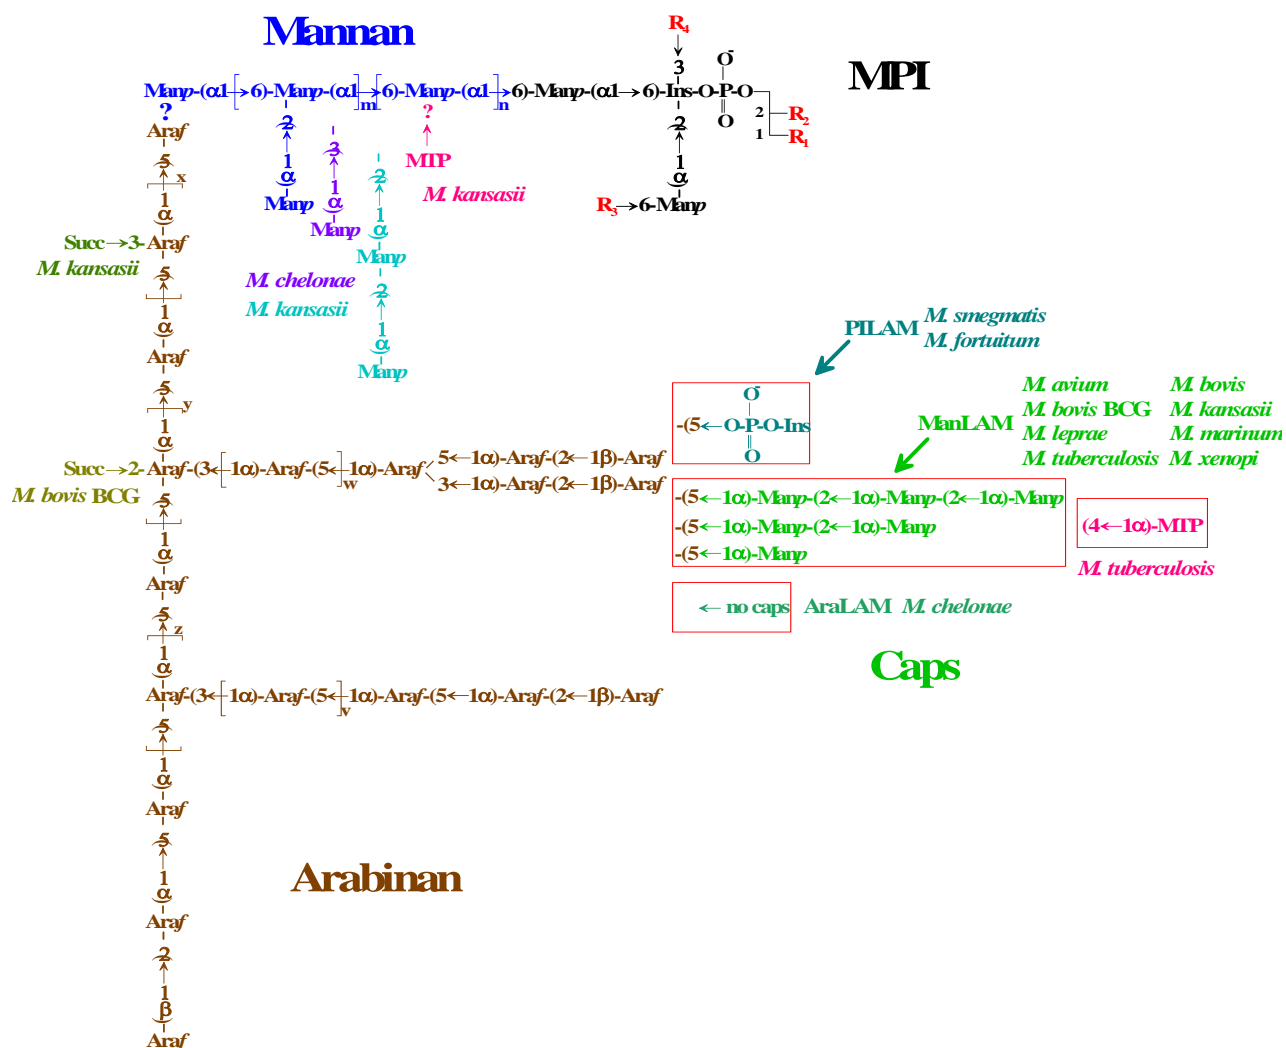 Mannan
MPI
R4
3
O-
Manp-(α1→[6)-Manp-(α1→]m[6)-Manp-(α1→]n6)-Manp-(α1→6)-Ins-O-P-O
O
2 R2
1 R1
?
2
1
α
Manp
3
1
α
Manp
2
1
α
Manp
2
1
α
Manp
?
MTP
M. kansasii
2
1
α
R3→6-Manp
M. chelonae
M. kansasii
Araf
5
x
1
α
Succ→3-Araf
M. kansasii
5
1
α
Araf
5
y
1
α
Succ→2-Araf-(3←[1α)-Araf-(5←]w1α)-Araf
M. bovis BCG
5←1α)-Araf-(2←1β)-Araf
3←1α)-Araf-(2←1β)-Araf
5
1
α
Araf
5
z
1
α
Araf-(3←[1α)-Araf-(5←]v1α)-Araf-(5←1α)-Araf-(2←1β)-Araf
5
1
α
Araf
5
1
α
Araf
2
1
β
Araf
Arabinan
PILAM
M. smegmatis
M. fortuitum
O-
-(5←O-P-O-Ins
O
ManLAM
M. avium M. bovis
M. bovis BCG M. kansasii
M. leprae M. marinum
M. tuberculosis M. xenopi
-(5←1α)-Manp-(2←1α)-Manp-(2←1α)-Manp
-(5←1α)-Manp-(2←1α)-Manp
-(5←1α)-Manp
(4←1α)-MTP
M. tuberculosis
← no caps AraLAM M. chelonae
Caps